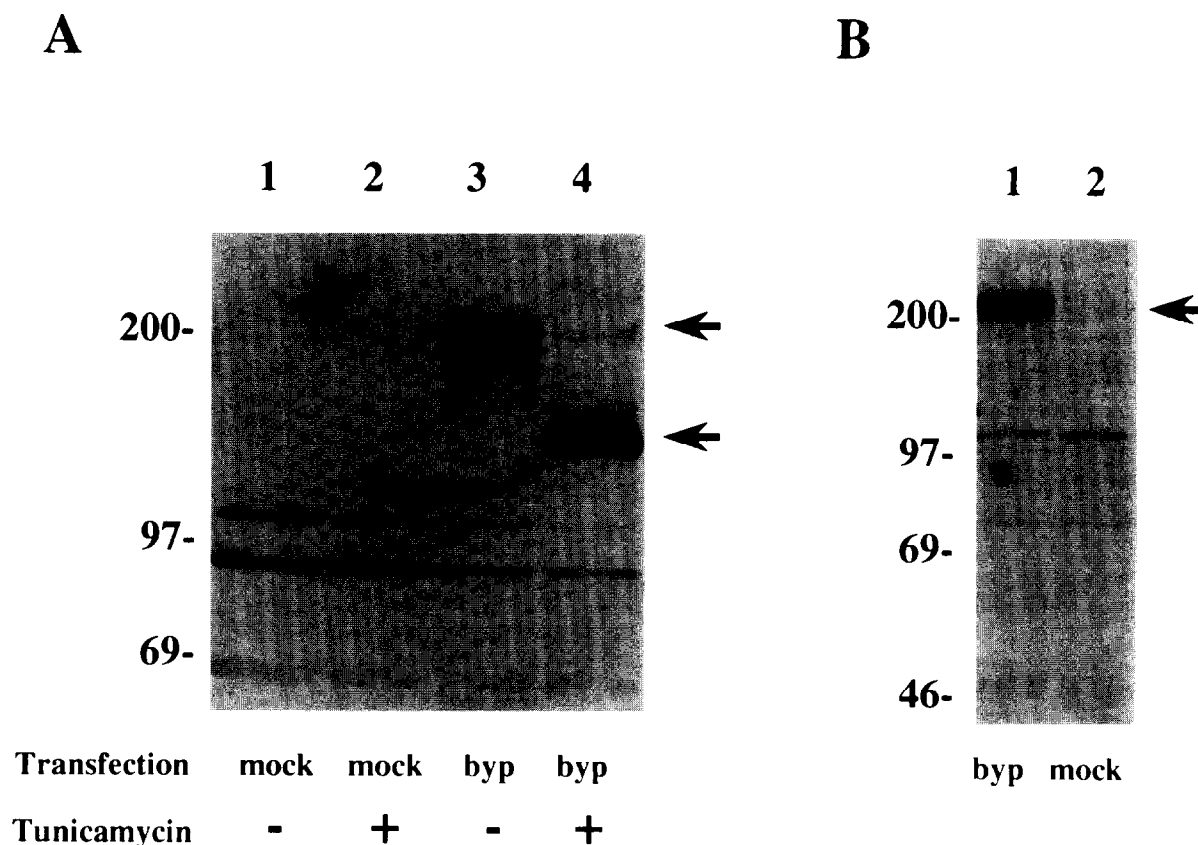 A
B
1 2 3 4
1 2
200-
97-
69-
200-
97-
69-
46-
Transfection mock mock byp byp
Tunicamycin - + - +
byp mock